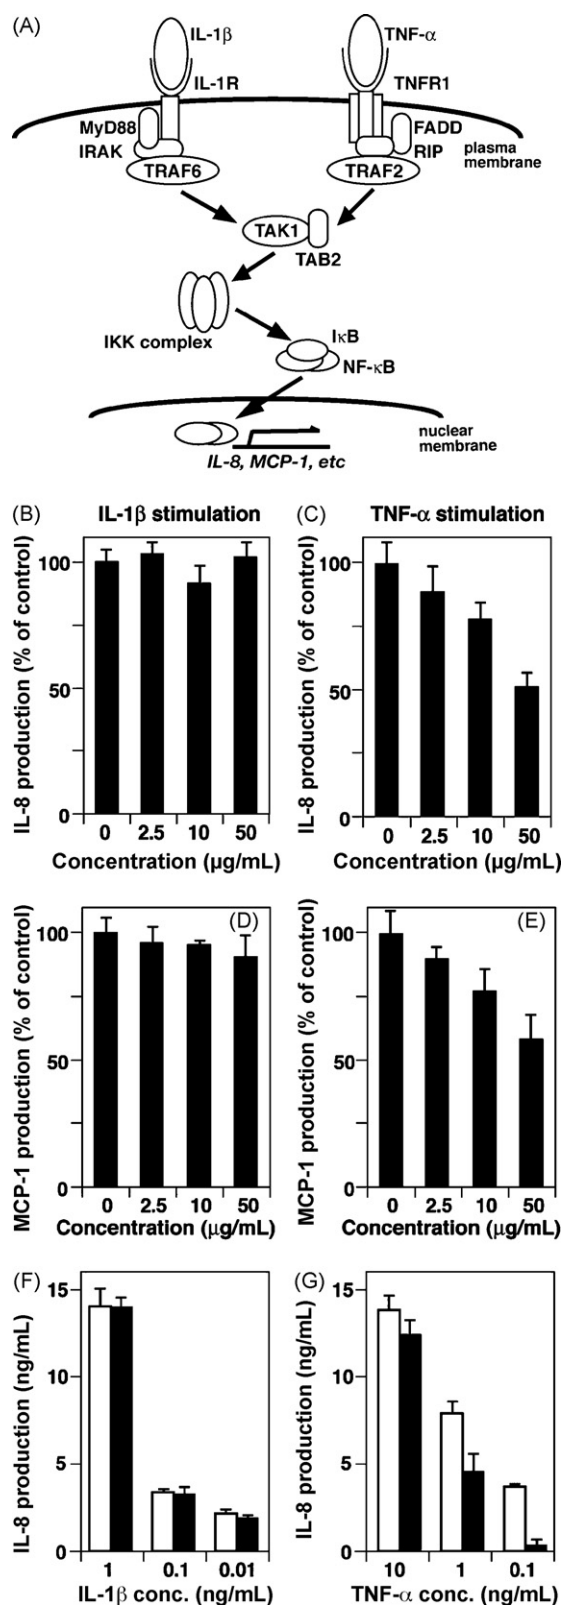 (A)
IL-1β
TNF-α
IL-1R
TNFR1
MyD88
FADD
IRAK
RIP
plasma
membrane
TRAF6
TRAF2
TAK1
TAB2
IKK complex
IκB
NF-κB
nuclear
membrane
IL-8, MCP-1, etc
(B) IL-1β stimulation
IL-8 production (% of control)
100
50
0
0 2.5 10 50
Concentration (μg/mL)
(C) TNF-α stimulation
IL-8 production (% of control)
100
50
0
0 2.5 10 50
Concentration (μg/mL)
(D)
MCP-1 production (% of control)
100
50
0
0 2.5 10 50
Concentration (μg/mL)
(E)
MCP-1 production (% of control)
100
50
0
0 2.5 10 50
Concentration (μg/mL)
(F)
IL-8 production (ng/mL)
15
10
5
0
1 0.1 0.01
IL-1β conc. (ng/mL)
(G)
IL-8 production (ng/mL)
15
10
5
0
10 1 0.1
TNF-α conc. (ng/mL)